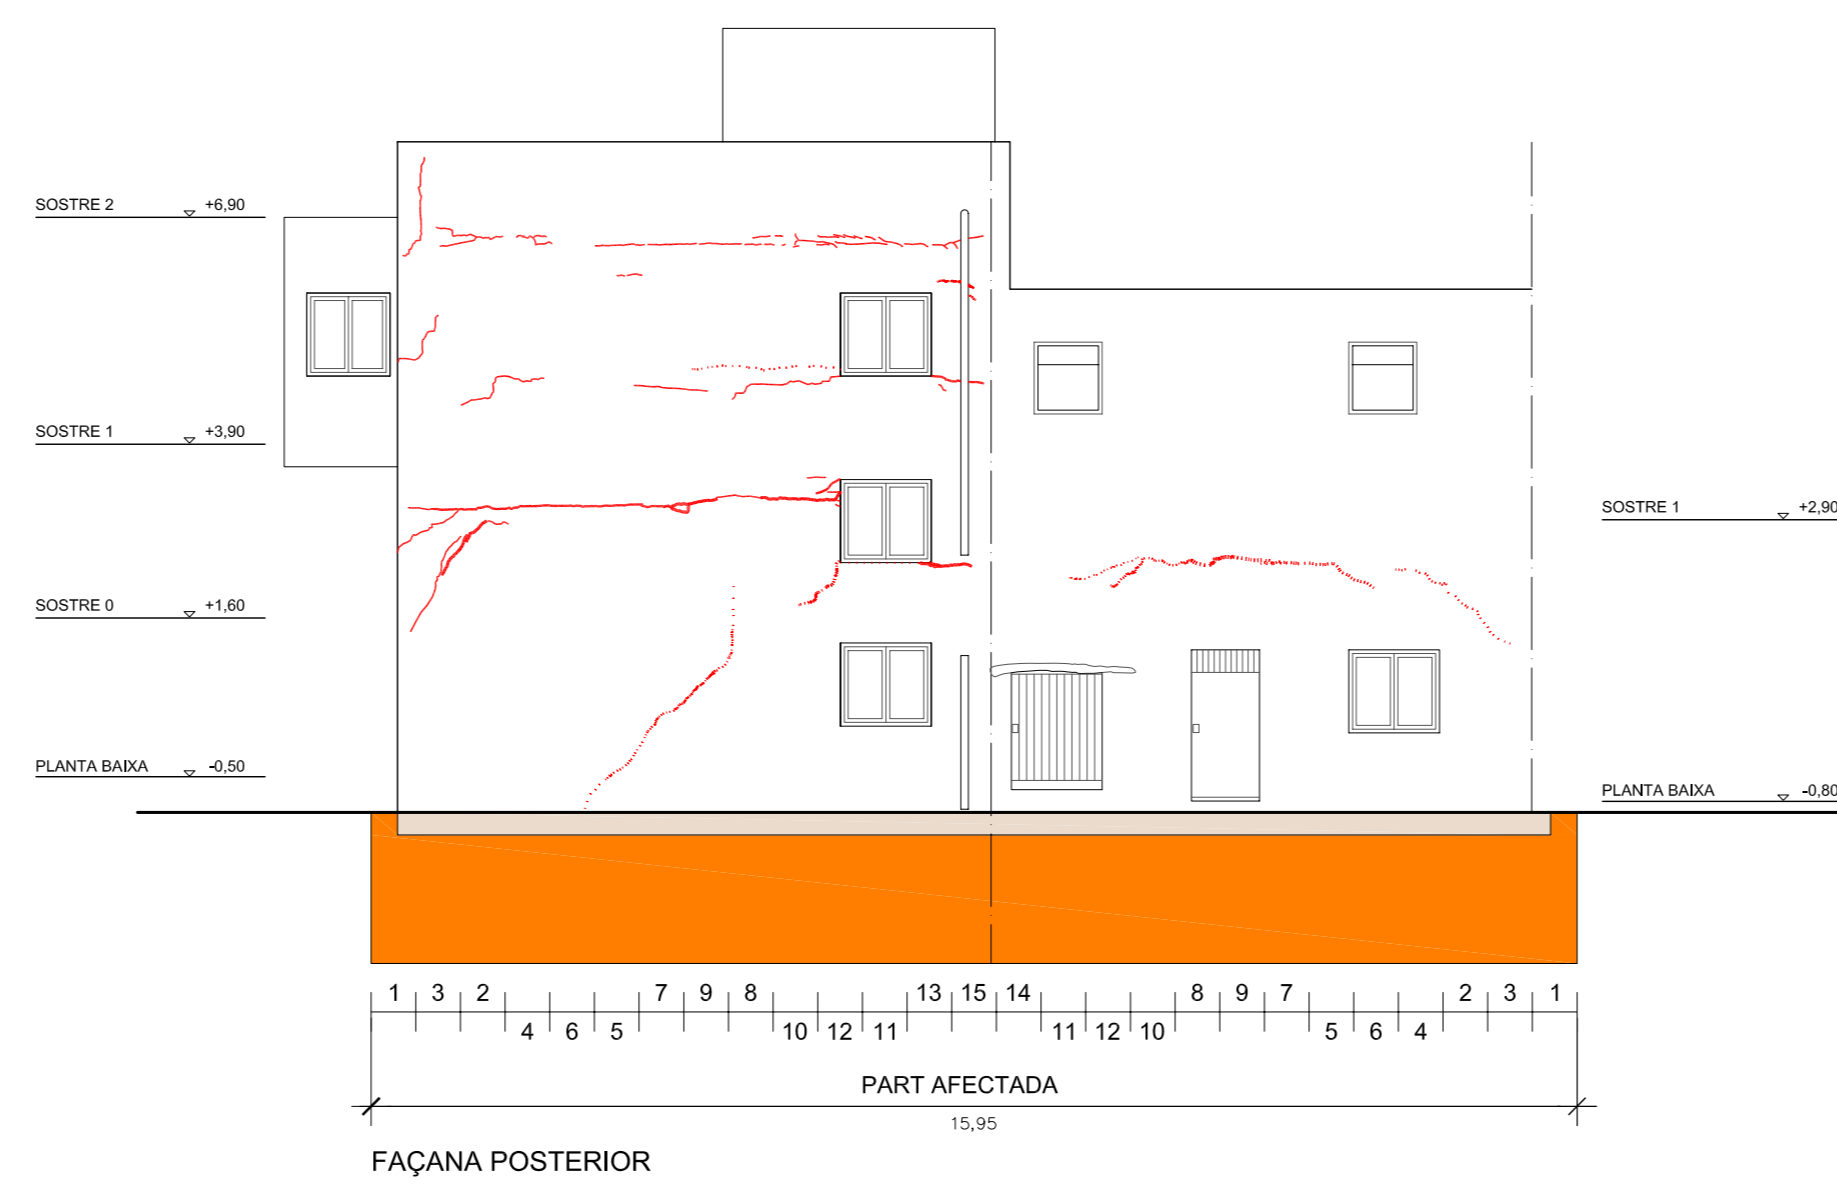 SOSTRE 2 +6,90
SOSTRE 1 +3,90
SOSTRE 1 +2,90
SOSTRE 0 +1,60
PLANTA BAIXA -0,50
PLANTA BAIXA -0,80
1 3 2 7 9 8 13 15 14 8 9 7 2 3 1
4 6 5 10 12 11 11 12 10 5 6 4
PART AFECTADA
15,95
FAÇANA POSTERIOR